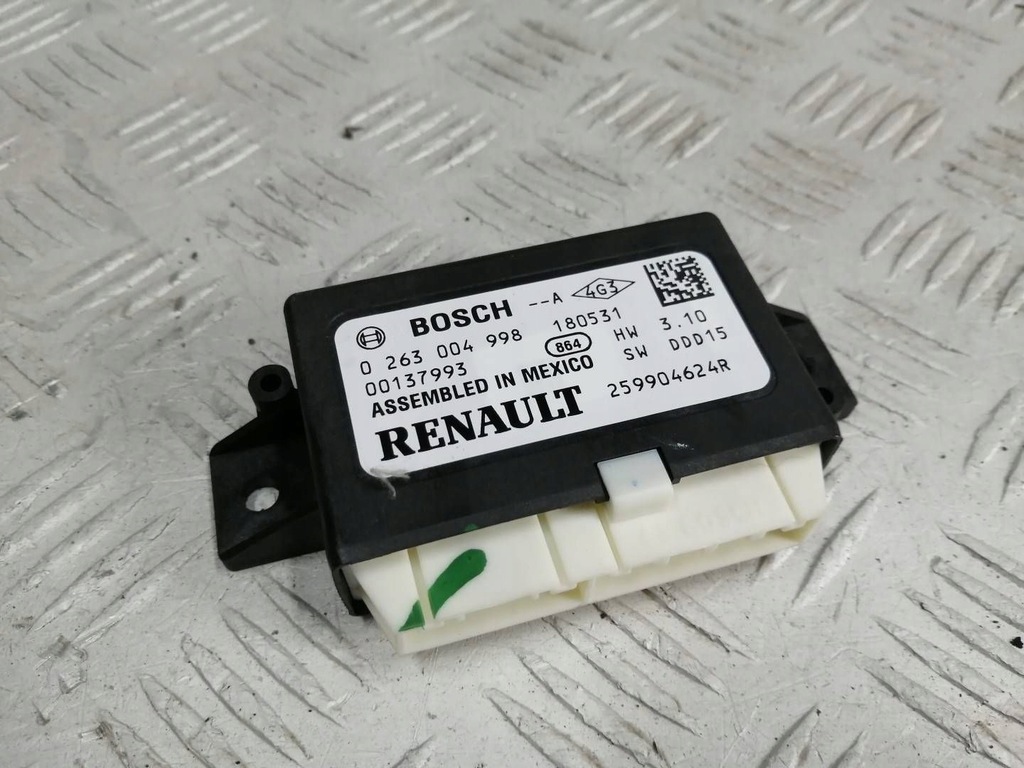 BOSCH --A 4G3
0 263 004 998 180531
00137993 864 HW 3.10
ASSEMBLED IN MEXICO SW DDD15
RENAULT 259904624R